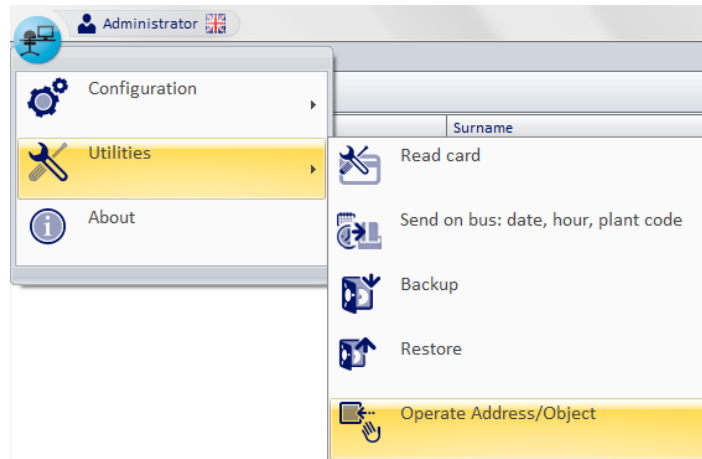 Administrator
Configuration
Surname
Utilities
Read card
About
Send on bus: date, hour, plant code
Backup
Restore
Operate Address/Object